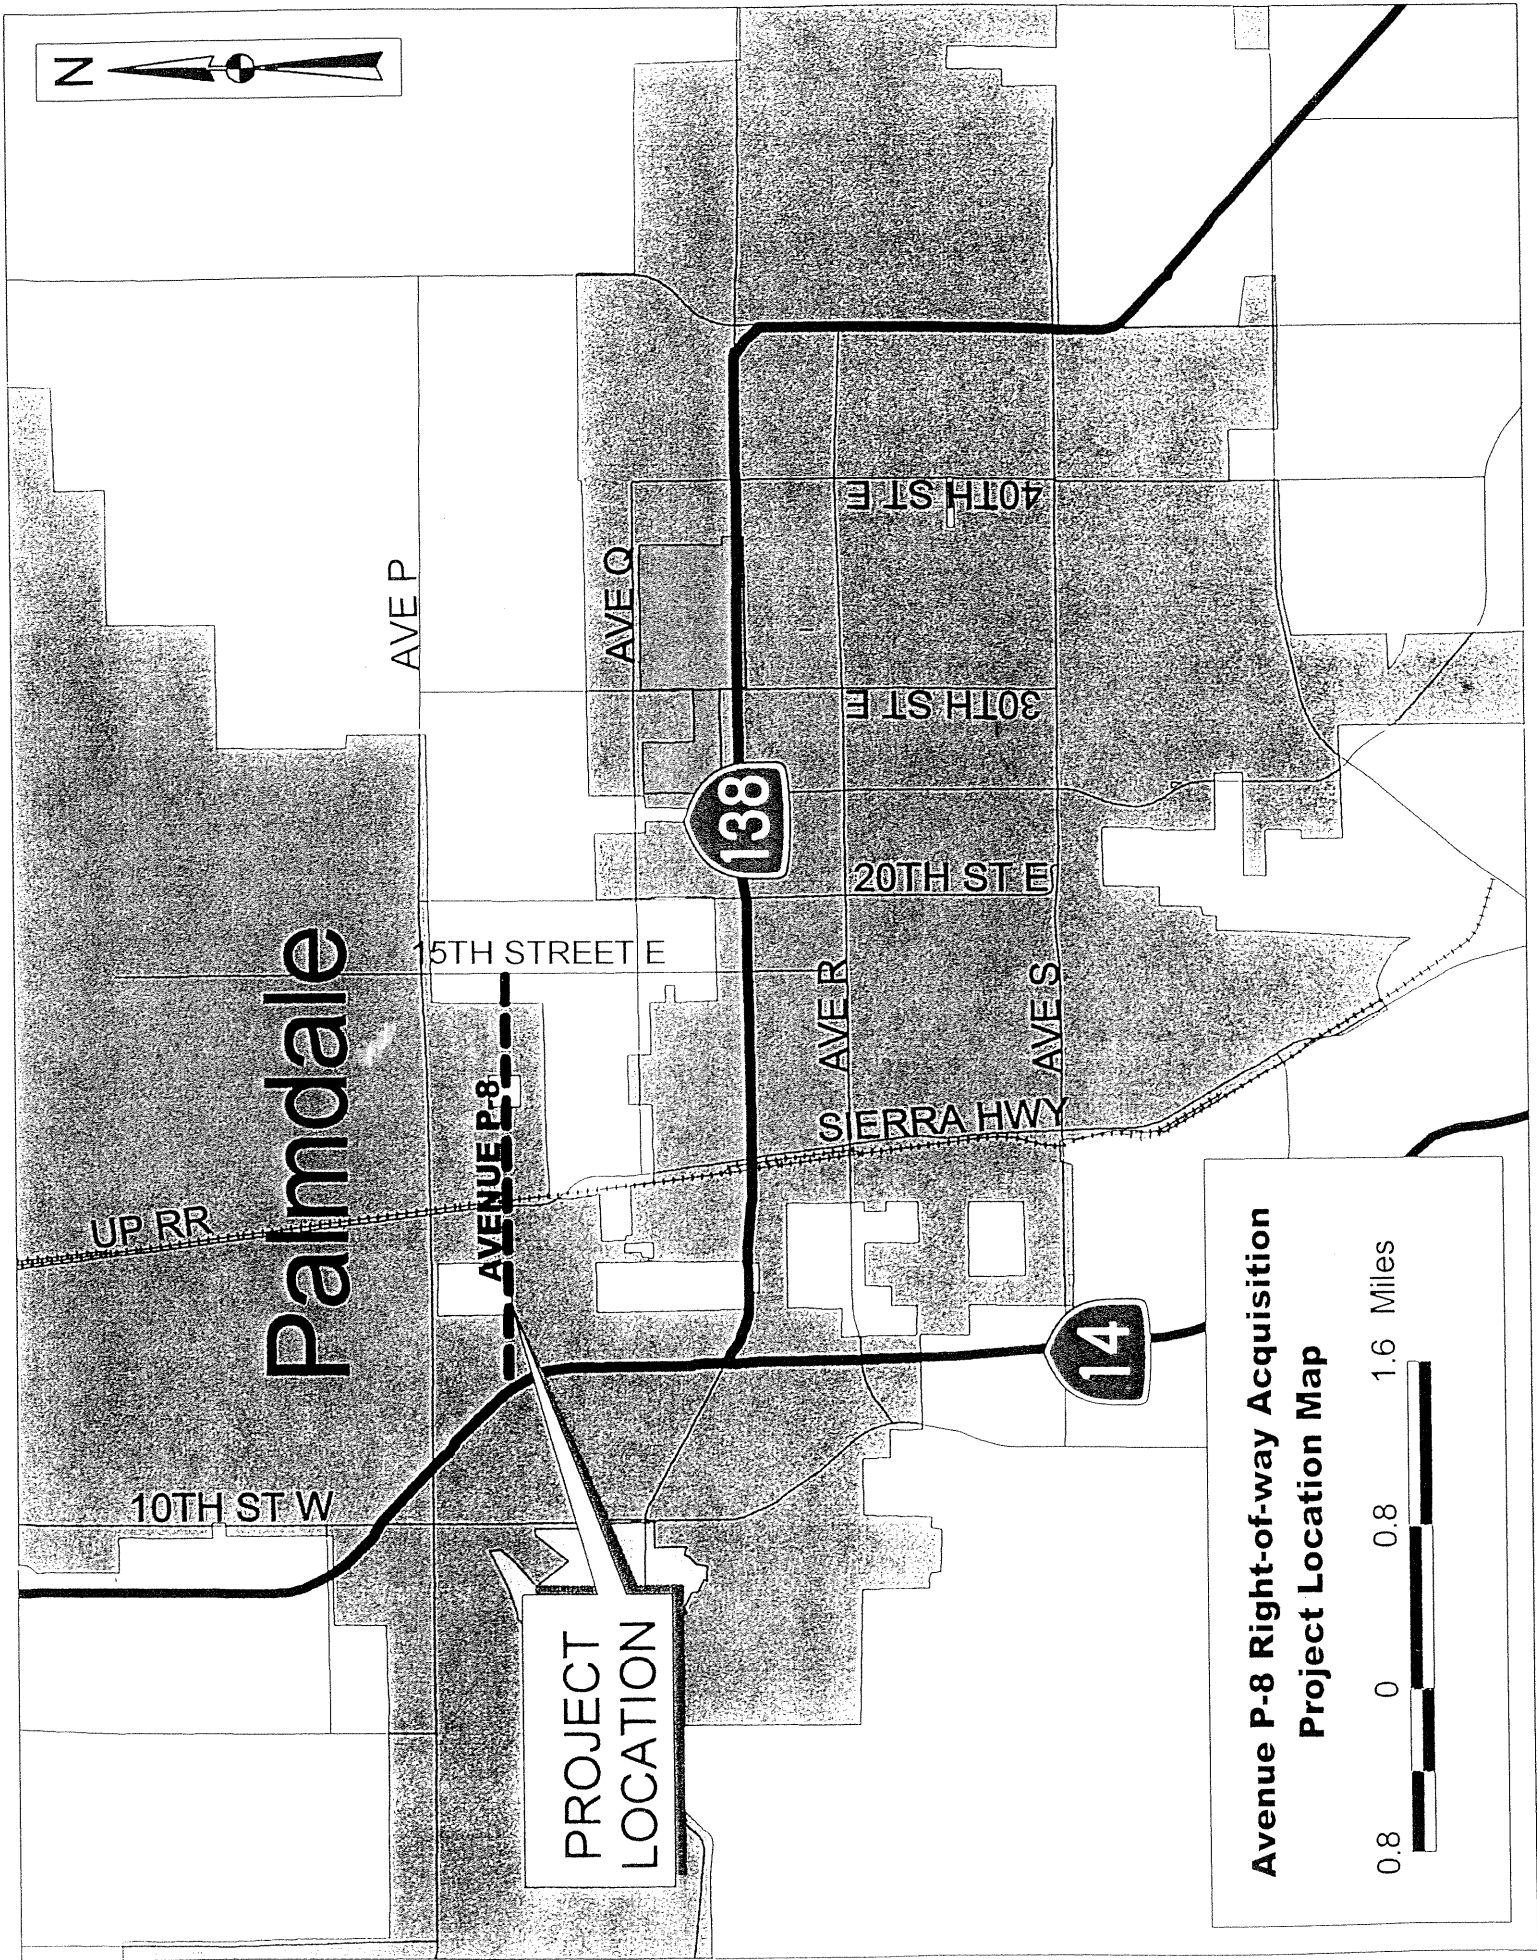 N
10TH ST W
UP RR
Palmdale
AVENUE P-8
15TH STREET E
AVE P
AVE Q
138
20TH ST E
30TH ST E
40TH ST E
AVE R
AVE S
SIERRA HWY
14
PROJECT
LOCATION
Avenue P-8 Right-of-way Acquisition
Project Location Map
0.8 0 0.8 1.6 Miles